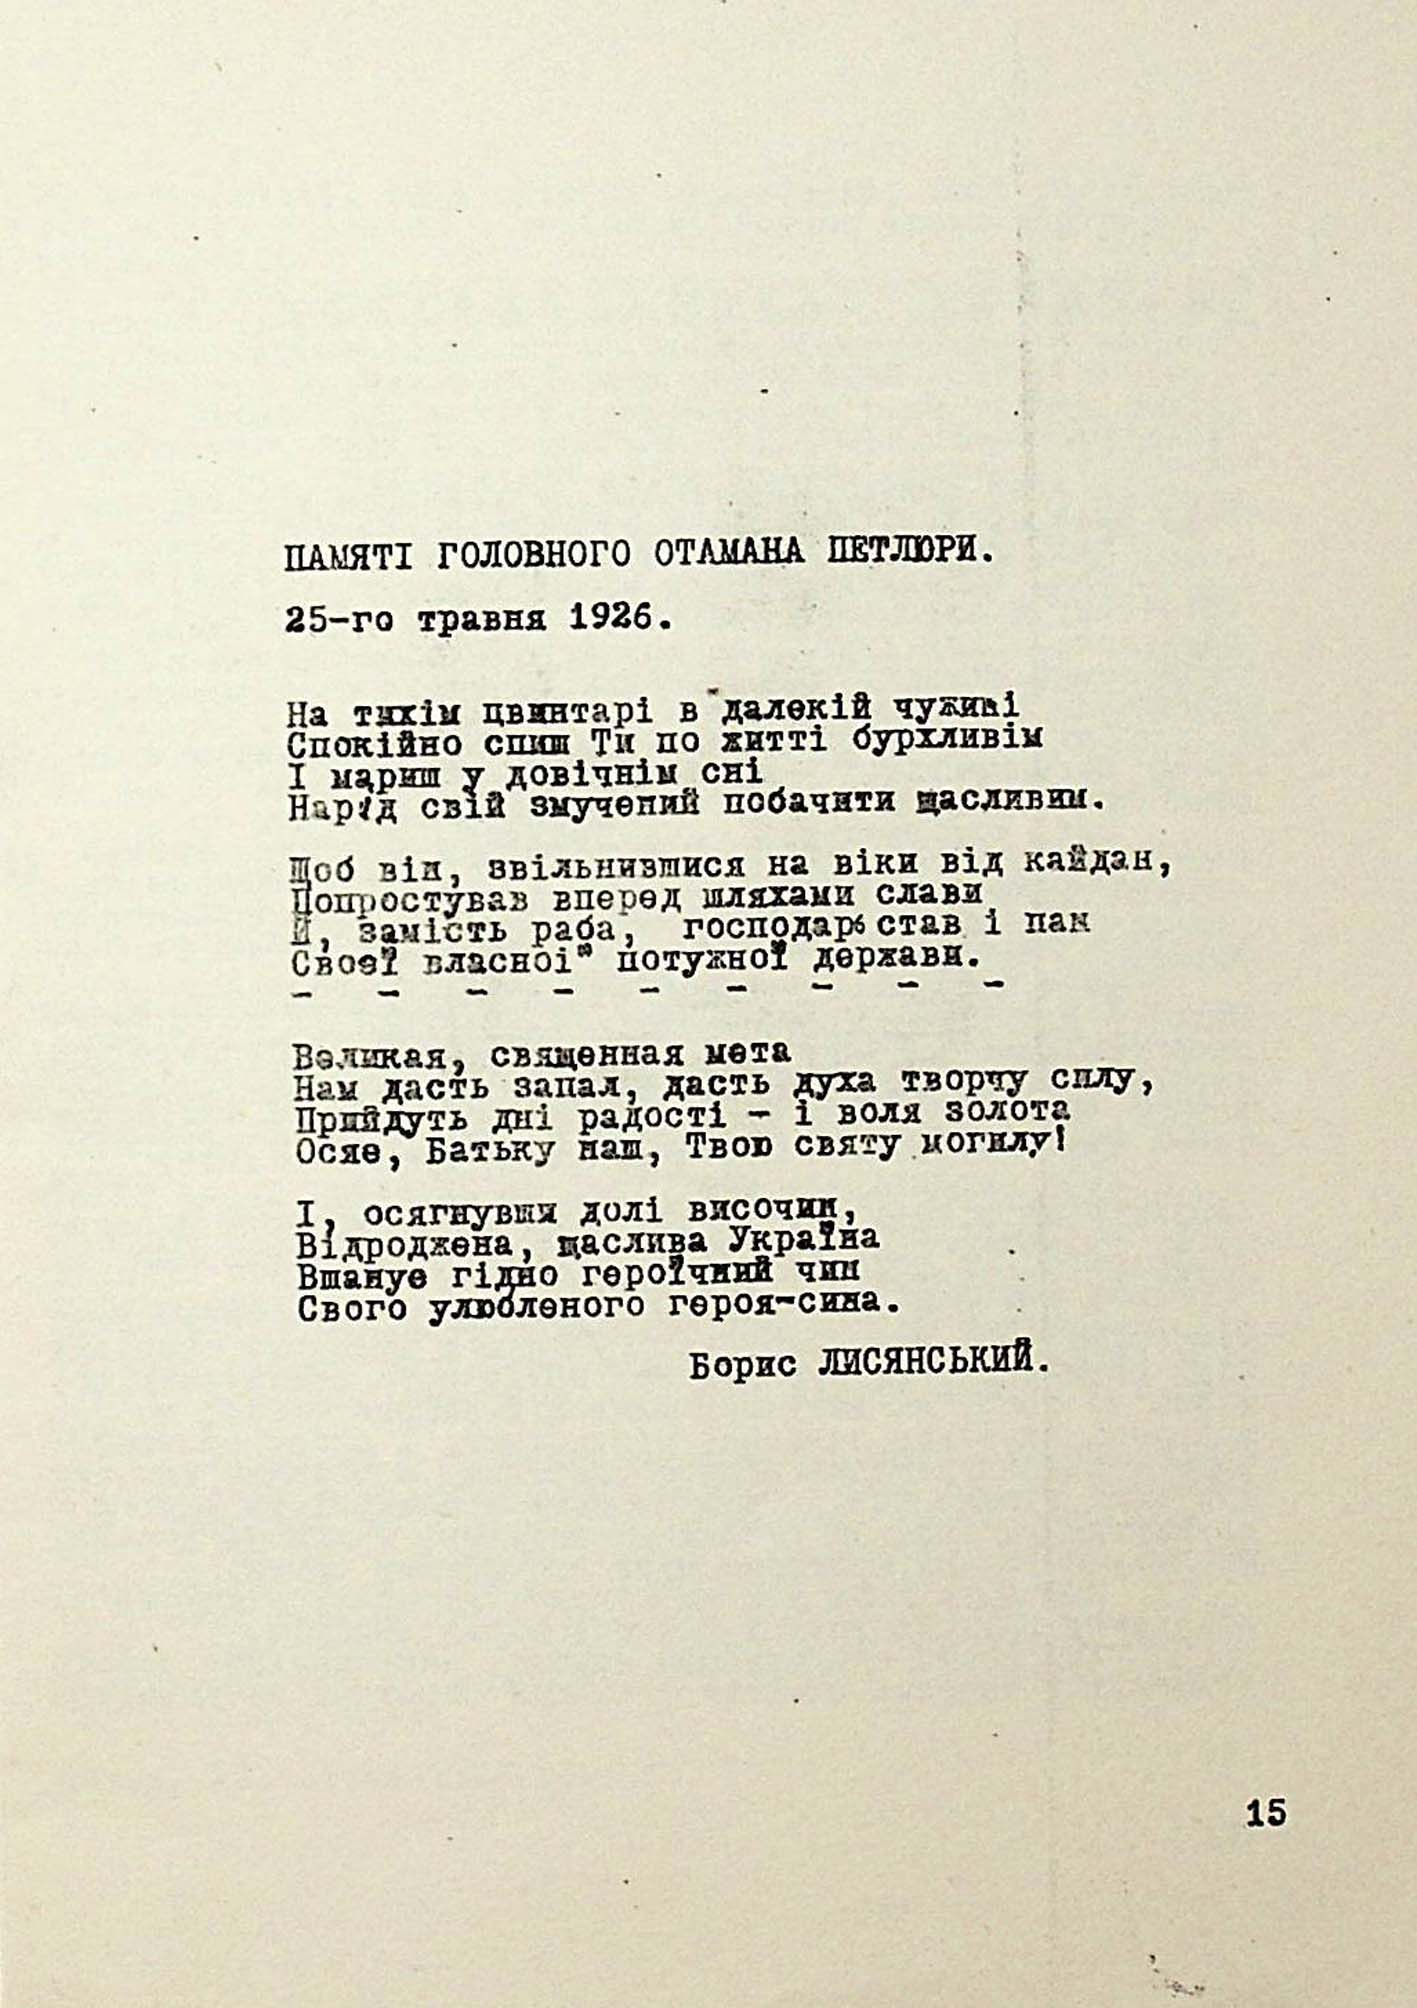 ПАМЯТІ ГОЛОВНОГО ОТАМАНА ПЕТЛЮРИ.
25-го травня 1926.
На тихім цвинтарі в далекій чужині
Спокійно спиш Ти по житті бурхливім
І мариш у довічнім сні
Нарід свій змучений побачити щасливим.
Щоб він, звільнившися на віки від кайдан,
Попростував вперед шляхами слави
Й, замість раба, господарь став і пан
Своєї власної потужної держави.
- - - - - - - - -
Великая, священная мета
Нам дасть запал, дасть духа творчу силу,
Прийдуть дні радості - і воля золота
Осяє, Батьку наш, Твою святу могилу!
І, осягнувши долі височин,
Відроджена, щаслива Україна
Вшанує гідно героїчний чин
Свого улюбленого героя-сина.
Борис ЛИСЯНСЬКИЙ.
15